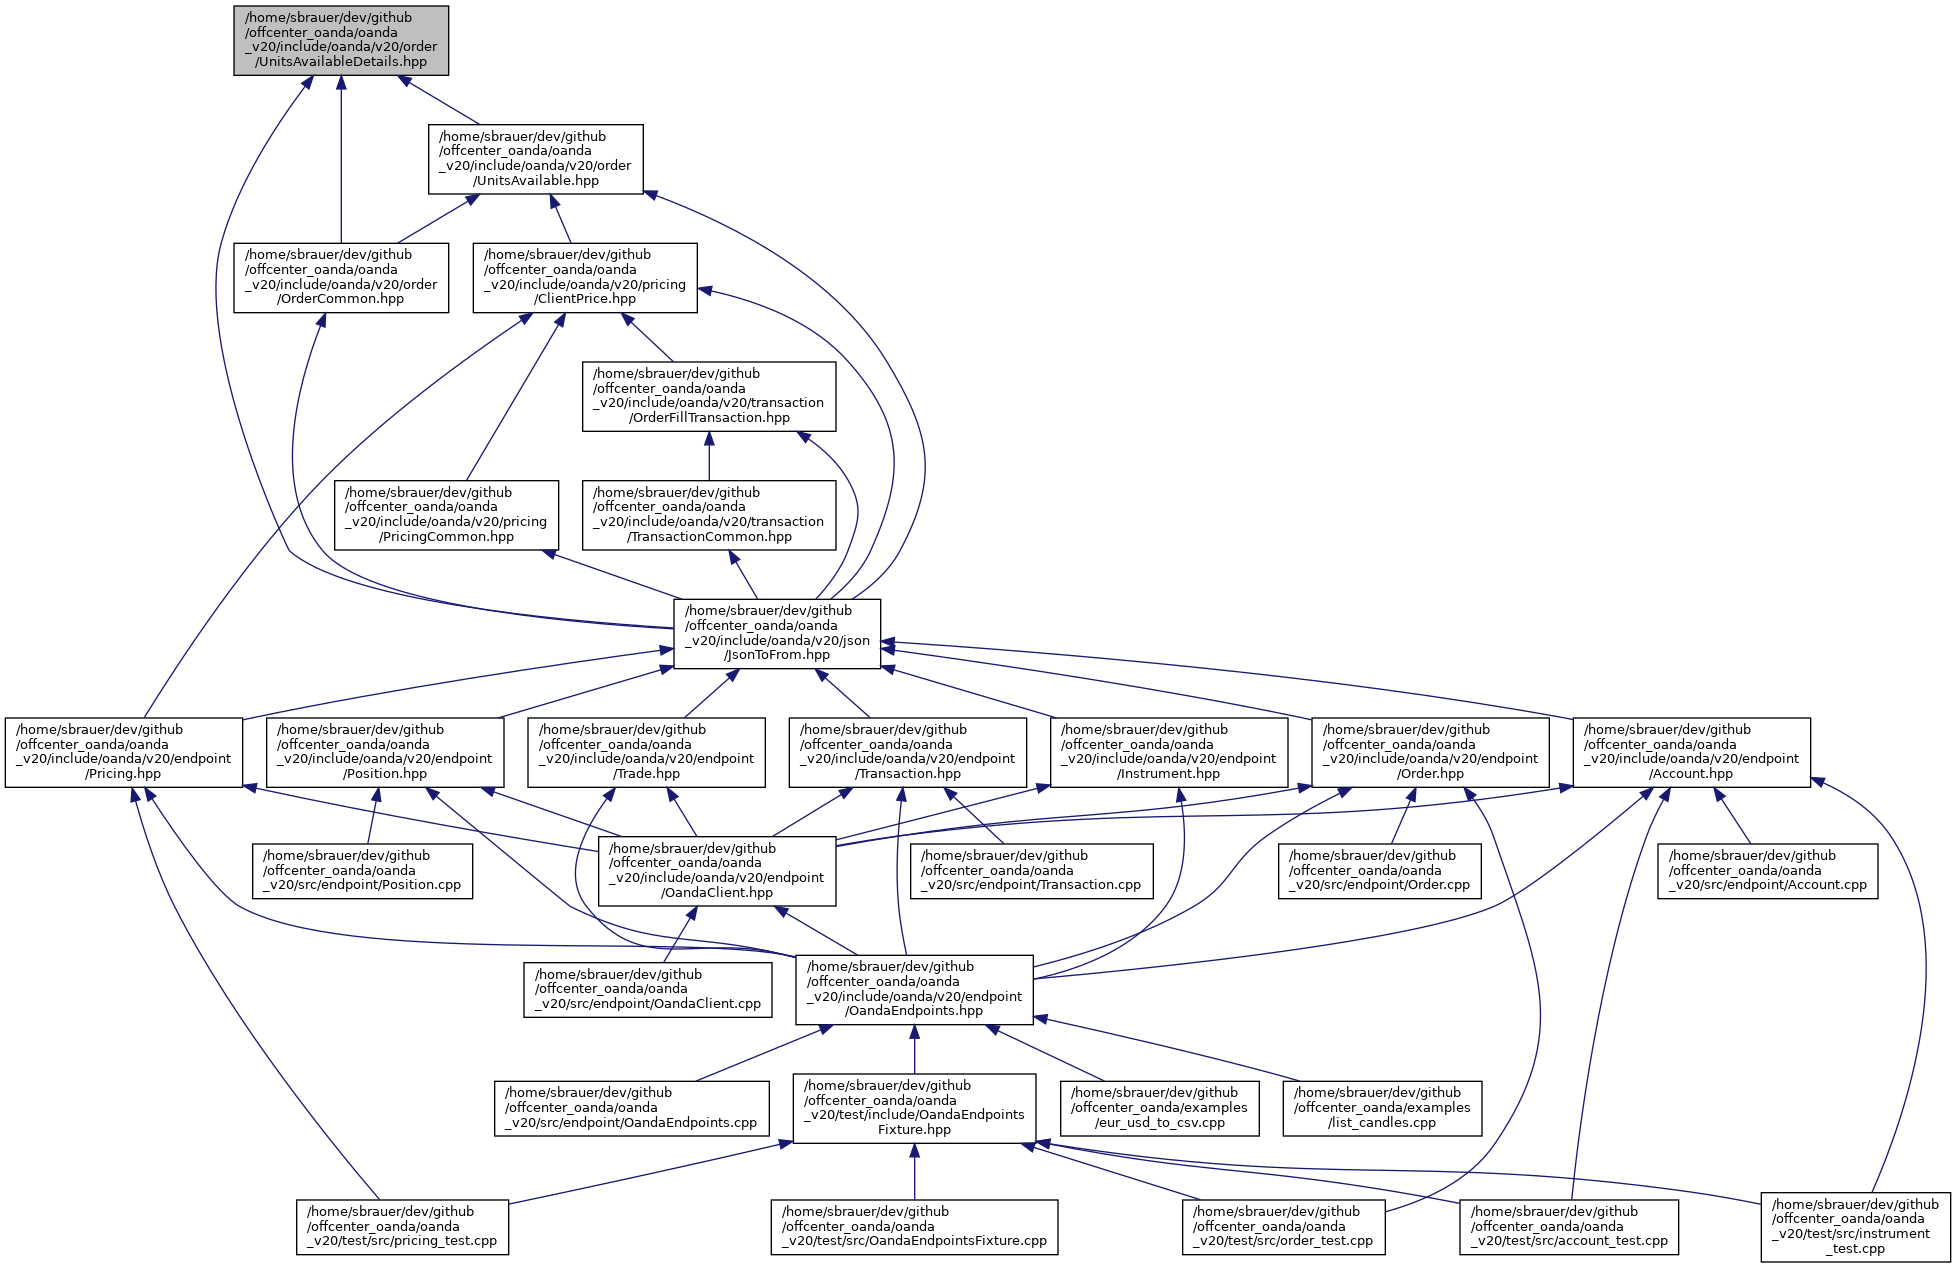 /home/sbrauer/dev/github
/offcenter_oanda/oanda
_v20/include/oanda/v20/order
/UnitsAvailableDetails.hpp
/home/sbrauer/dev/github
/offcenter_oanda/oanda
_v20/include/oanda/v20/order
/UnitsAvailable.hpp
/home/sbrauer/dev/github
/offcenter_oanda/oanda
_v20/include/oanda/v20/order
/OrderCommon.hpp
/home/sbrauer/dev/github
/offcenter_oanda/oanda
_v20/include/oanda/v20/pricing
/ClientPrice.hpp
/home/sbrauer/dev/github
/offcenter_oanda/oanda
_v20/include/oanda/v20/transaction
/OrderFillTransaction.hpp
/home/sbrauer/dev/github
/offcenter_oanda/oanda
_v20/include/oanda/v20/pricing
/PricingCommon.hpp
/home/sbrauer/dev/github
/offcenter_oanda/oanda
_v20/include/oanda/v20/transaction
/TransactionCommon.hpp
/home/sbrauer/dev/github
/offcenter_oanda/oanda
_v20/include/oanda/v20/json
/JsonToFrom.hpp
/home/sbrauer/dev/github
/offcenter_oanda/oanda
_v20/include/oanda/v20/endpoint
/Pricing.hpp
/home/sbrauer/dev/github
/offcenter_oanda/oanda
_v20/include/oanda/v20/endpoint
/Position.hpp
/home/sbrauer/dev/github
/offcenter_oanda/oanda
_v20/include/oanda/v20/endpoint
/Trade.hpp
/home/sbrauer/dev/github
/offcenter_oanda/oanda
_v20/include/oanda/v20/endpoint
/Transaction.hpp
/home/sbrauer/dev/github
/offcenter_oanda/oanda
_v20/include/oanda/v20/endpoint
/Instrument.hpp
/home/sbrauer/dev/github
/offcenter_oanda/oanda
_v20/include/oanda/v20/endpoint
/Order.hpp
/home/sbrauer/dev/github
/offcenter_oanda/oanda
_v20/include/oanda/v20/endpoint
/Account.hpp
/home/sbrauer/dev/github
/offcenter_oanda/oanda
_v20/src/endpoint/Position.cpp
/home/sbrauer/dev/github
/offcenter_oanda/oanda
_v20/include/oanda/v20/endpoint
/OandaClient.hpp
/home/sbrauer/dev/github
/offcenter_oanda/oanda
_v20/src/endpoint/Transaction.cpp
/home/sbrauer/dev/github
/offcenter_oanda/oanda
_v20/src/endpoint/Order.cpp
/home/sbrauer/dev/github
/offcenter_oanda/oanda
_v20/src/endpoint/Account.cpp
/home/sbrauer/dev/github
/offcenter_oanda/oanda
_v20/src/endpoint/OandaClient.cpp
/home/sbrauer/dev/github
/offcenter_oanda/oanda
_v20/include/oanda/v20/endpoint
/OandaEndpoints.hpp
/home/sbrauer/dev/github
/offcenter_oanda/oanda
_v20/src/endpoint/OandaEndpoints.cpp
/home/sbrauer/dev/github
/offcenter_oanda/oanda
_v20/test/include/OandaEndpoints
Fixture.hpp
/home/sbrauer/dev/github
/offcenter_oanda/examples
/eur_usd_to_csv.cpp
/home/sbrauer/dev/github
/offcenter_oanda/examples
/list_candles.cpp
/home/sbrauer/dev/github
/offcenter_oanda/oanda
_v20/test/src/pricing_test.cpp
/home/sbrauer/dev/github
/offcenter_oanda/oanda
_v20/test/src/OandaEndpointsFixture.cpp
/home/sbrauer/dev/github
/offcenter_oanda/oanda
_v20/test/src/order_test.cpp
/home/sbrauer/dev/github
/offcenter_oanda/oanda
_v20/test/src/account_test.cpp
/home/sbrauer/dev/github
/offcenter_oanda/oanda
_v20/test/src/instrument
_test.cpp